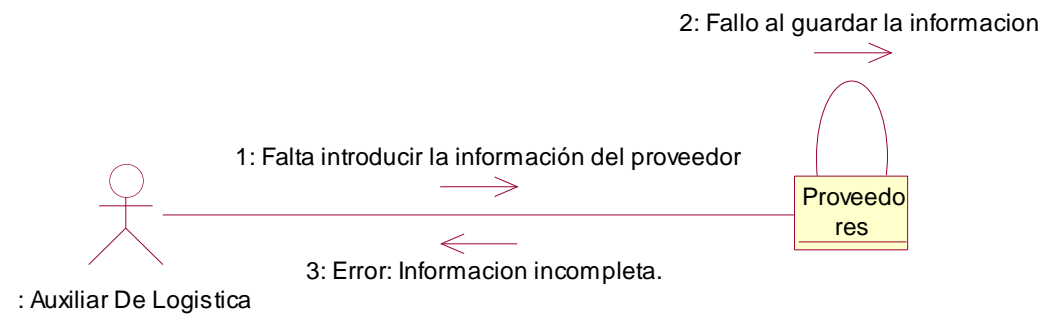 2: Fallo al guardar la informacion
1: Falta introducir la información del proveedor
Proveedo
res
3: Error: Informacion incompleta.
: Auxiliar De Logistica